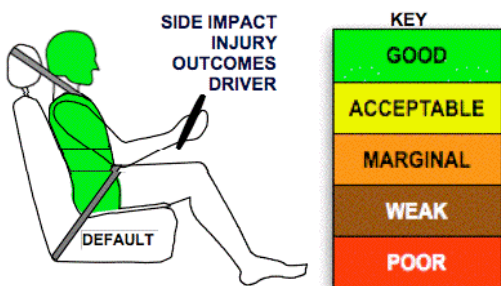 SIDE IMPACT
INJURY
OUTCOMES
DRIVER
DEFAULT
KEY
GOOD
ACCEPTABLE
MARGINAL
WEAK
POOR